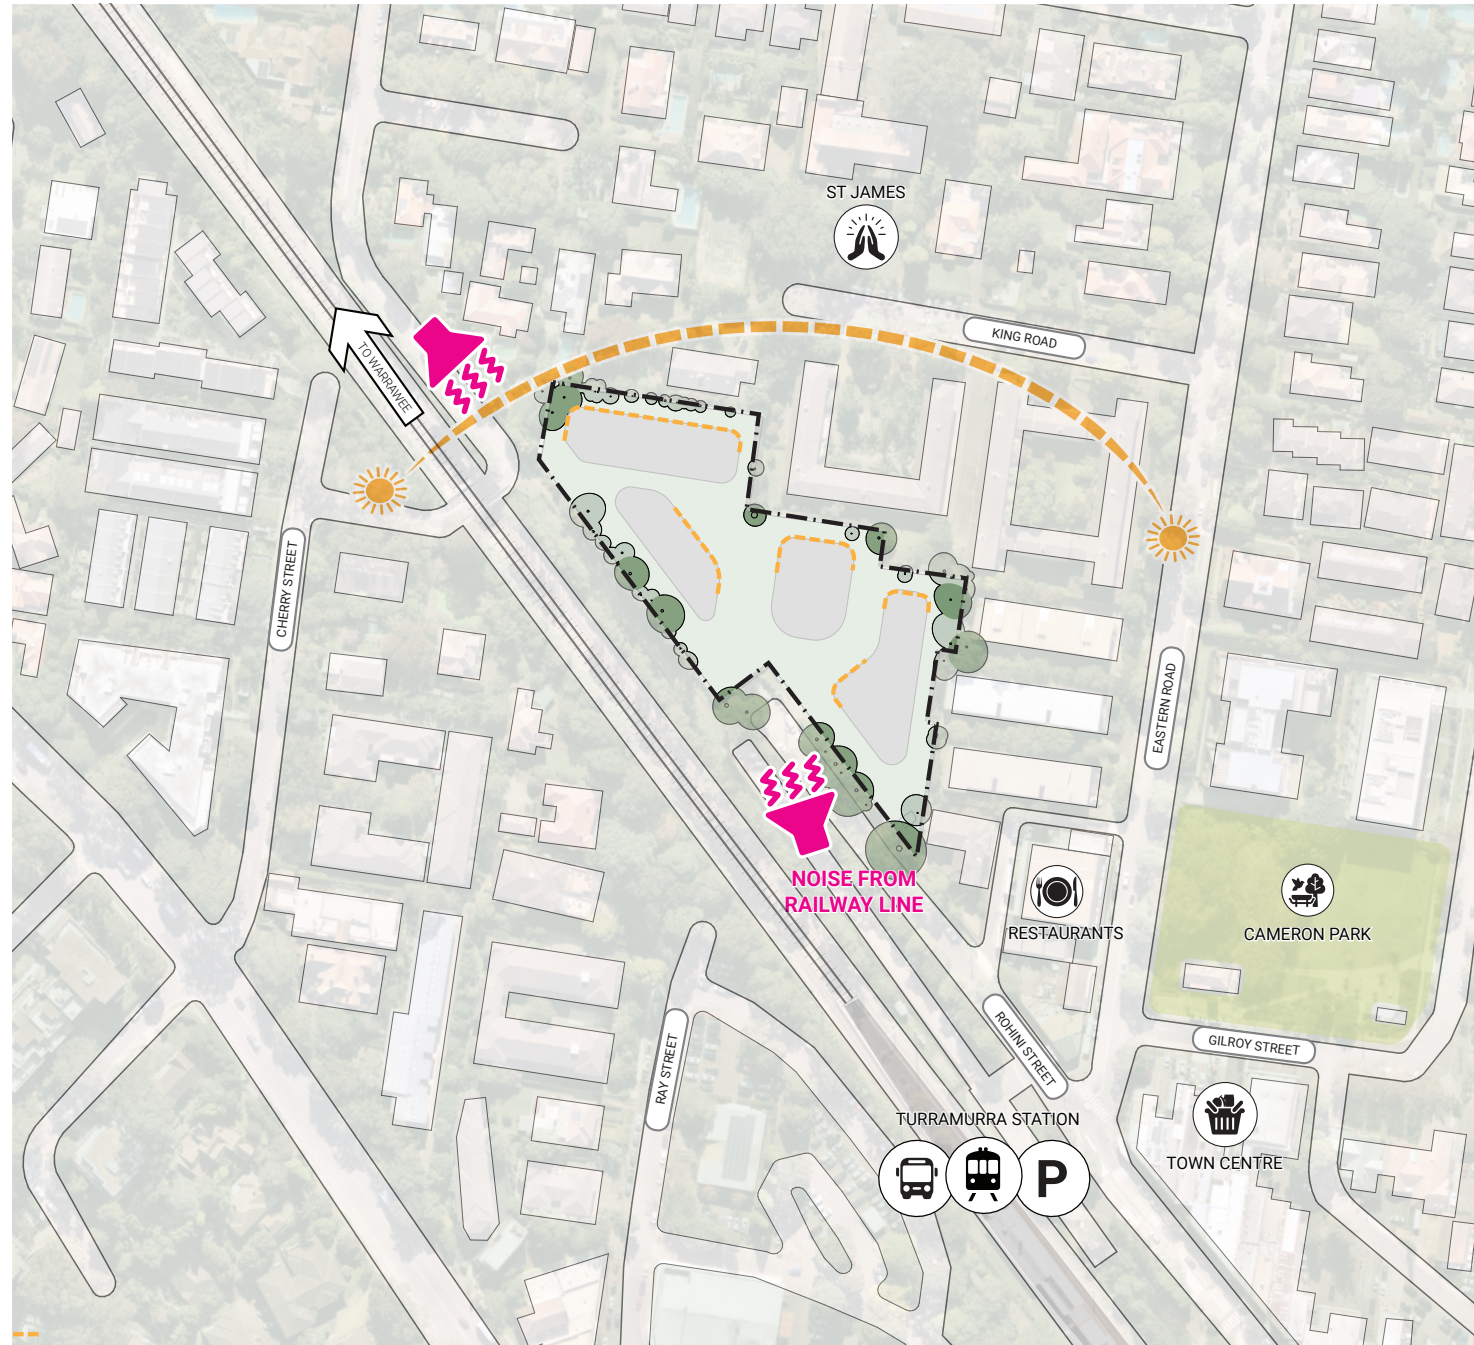 ST JAMES
KING ROAD
TO WARRAWEE
CHERRY STREET
EASTERN ROAD
NOISE FROM
RAILWAY LINE
RESTAURANTS
CAMERON PARK
ROHINI STREET
GILROY STREET
RAY STREET
TURRAMURRA STATION
P
TOWN CENTRE